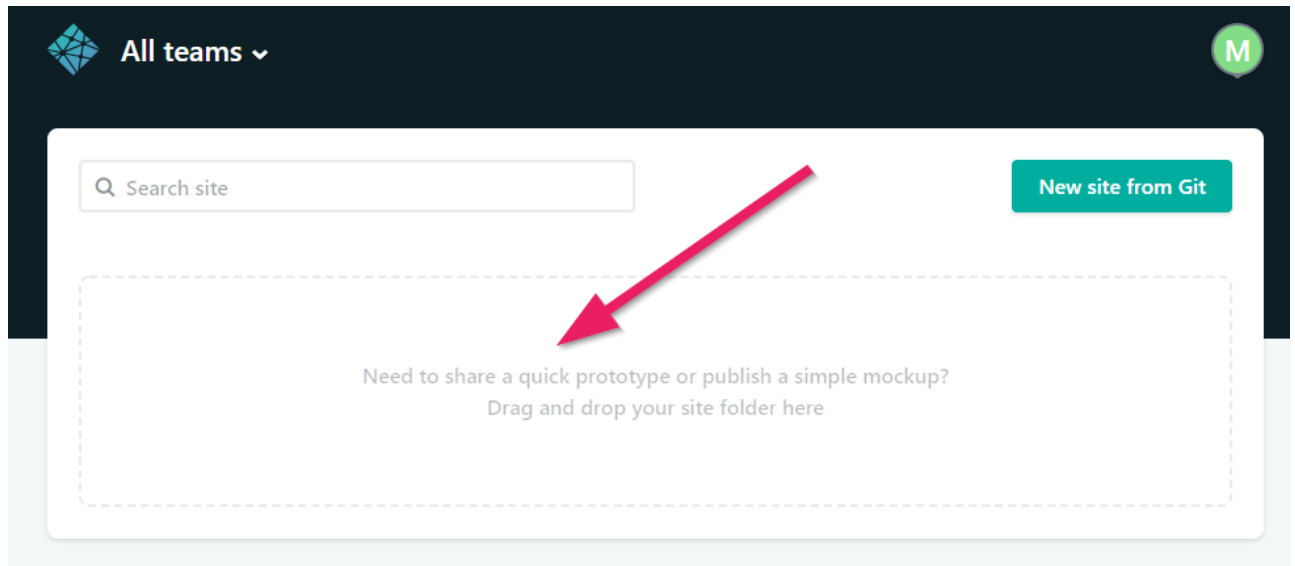 All teams
M
Search site
New site from Git
Need to share a quick prototype or publish a simple mockup?
Drag and drop your site folder here